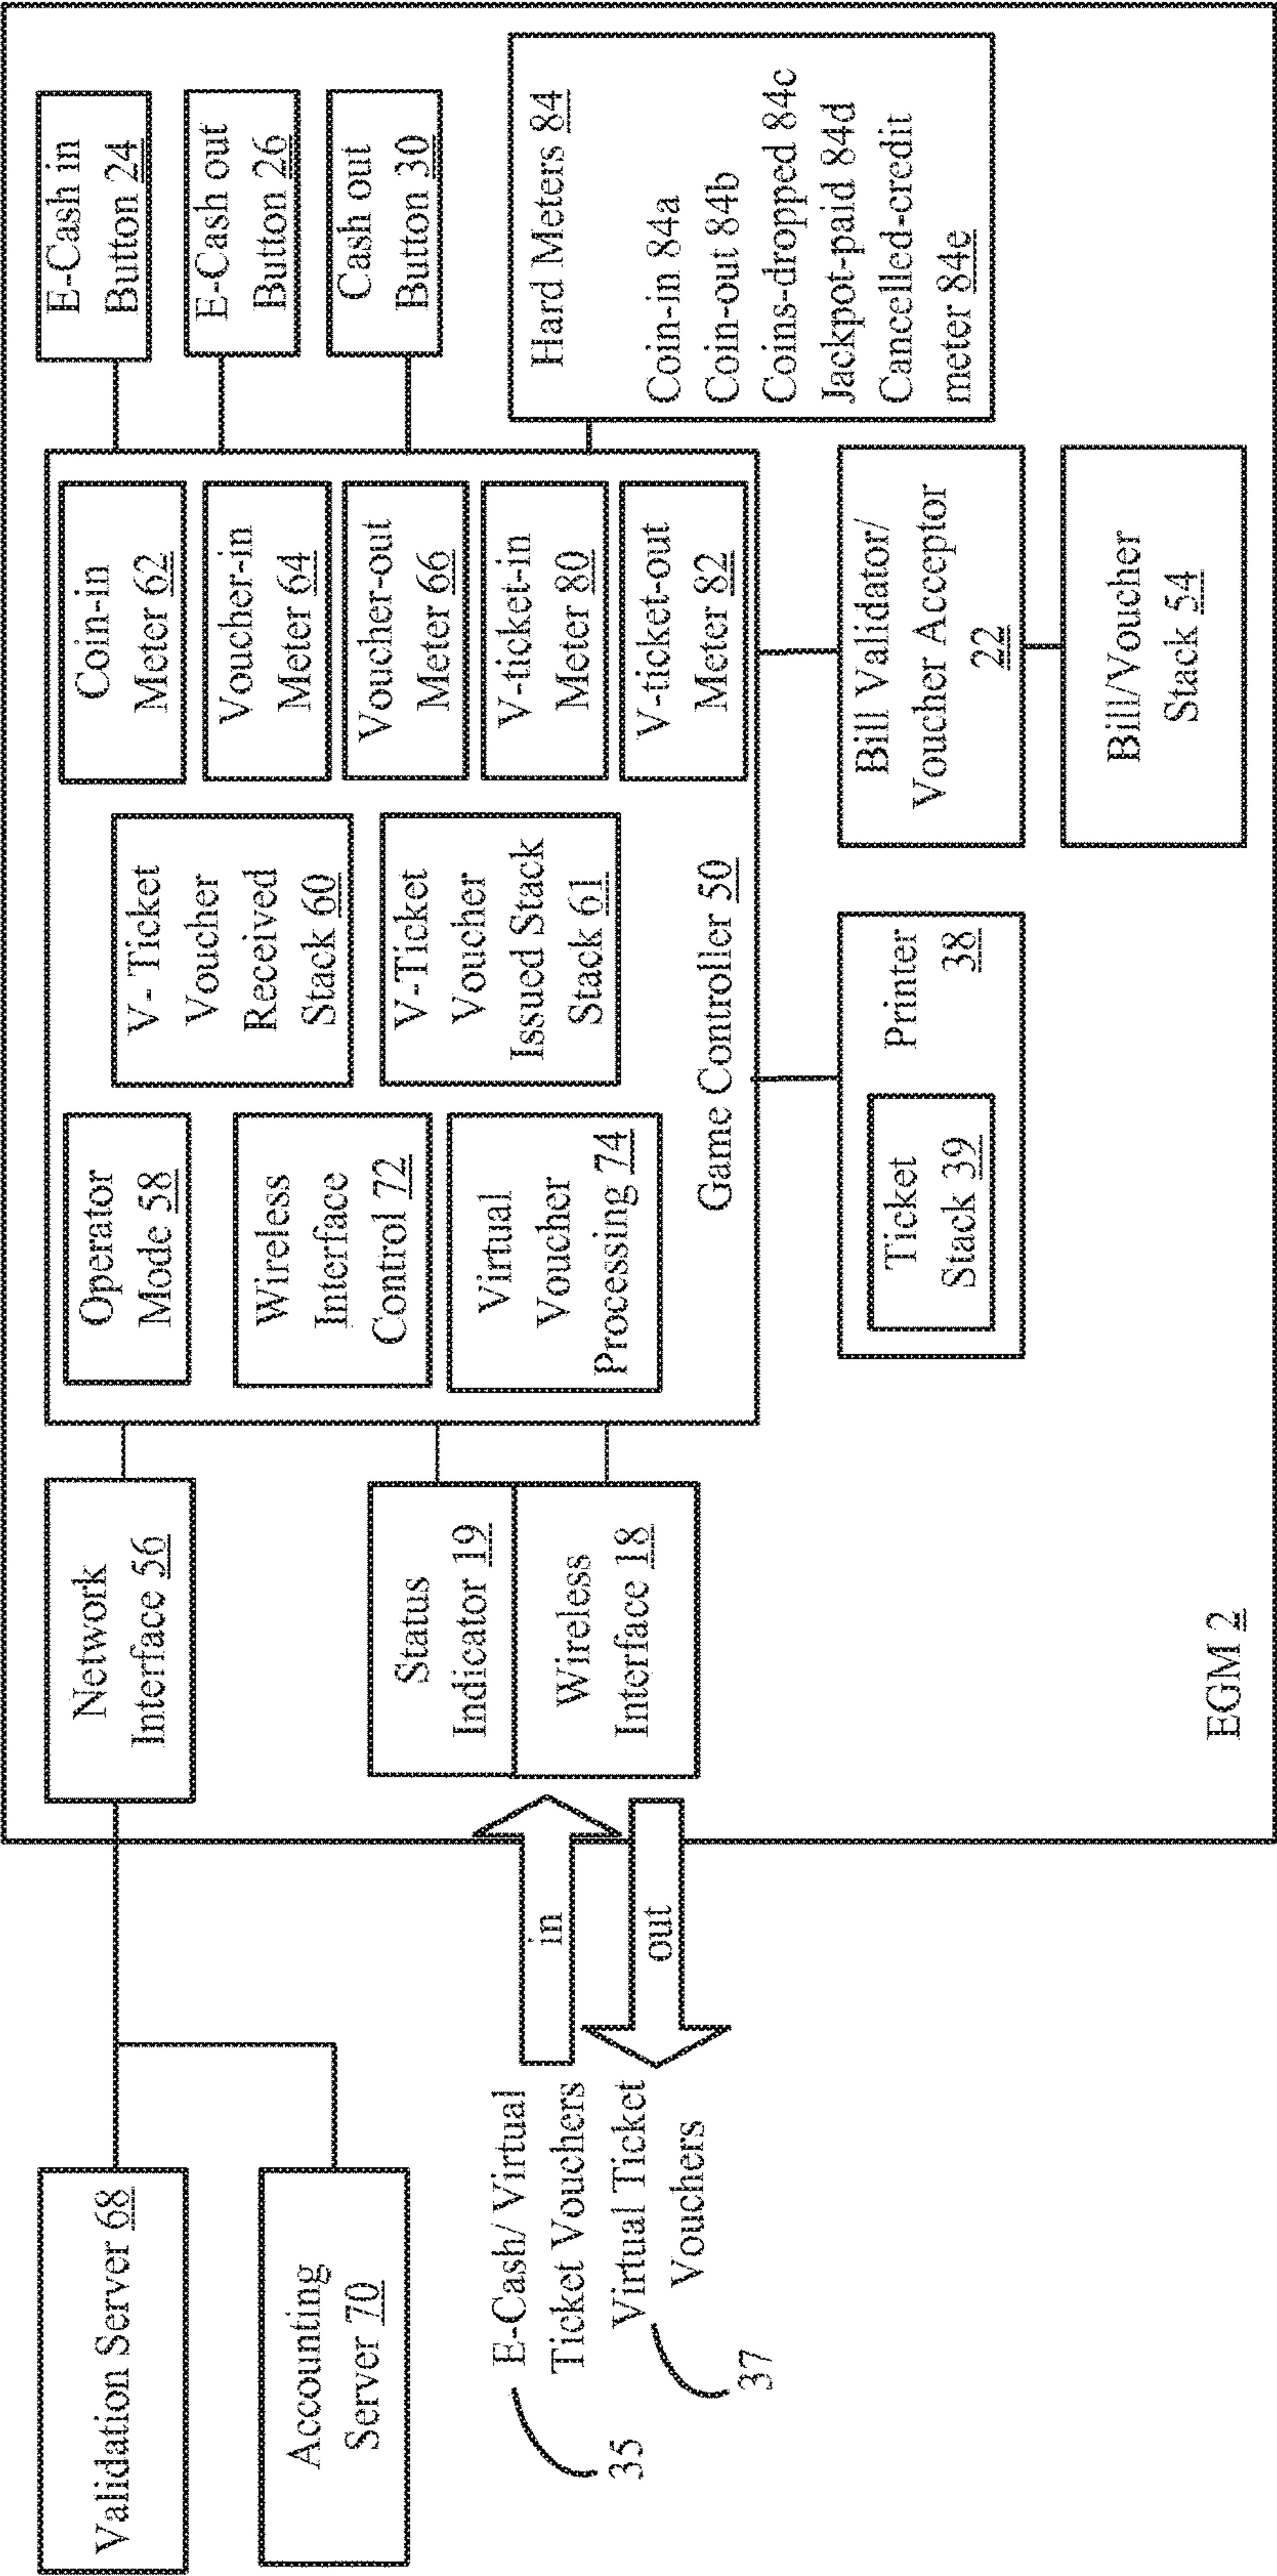 Validation Server 68
Accounting
Server 70
E-Cash/ Virtual
Ticket Vouchers
35
Virtual Ticket
Vouchers
37
in
out
Network
Interface 56
Status
Indicator 19
Wireless
Interface 18
EGM 2
Operator
Mode 58
Wireless
Interface
Control 72
Virtual
Voucher
Processing 74
V- Ticket
Voucher
Received
Stack 60
V-Ticket
Voucher
Issued Stack
Stack 61
Game Controller 50
Coin-in
Meter 62
Voucher-in
Meter 64
Voucher-out
Meter 66
V-ticket-in
Meter 80
V-ticket-out
Meter 82
E-Cash in
Button 24
E-Cash out
Button 26
Cash out
Button 30
Hard Meters 84
Coin-in 84a
Coin-out 84b
Coins-dropped 84c
Jackpot-paid 84d
Cancelled-credit
meter 84e
Printer
38
Ticket
Stack 39
Bill Validator/
Voucher Acceptor
22
Bill/Voucher
Stack 54